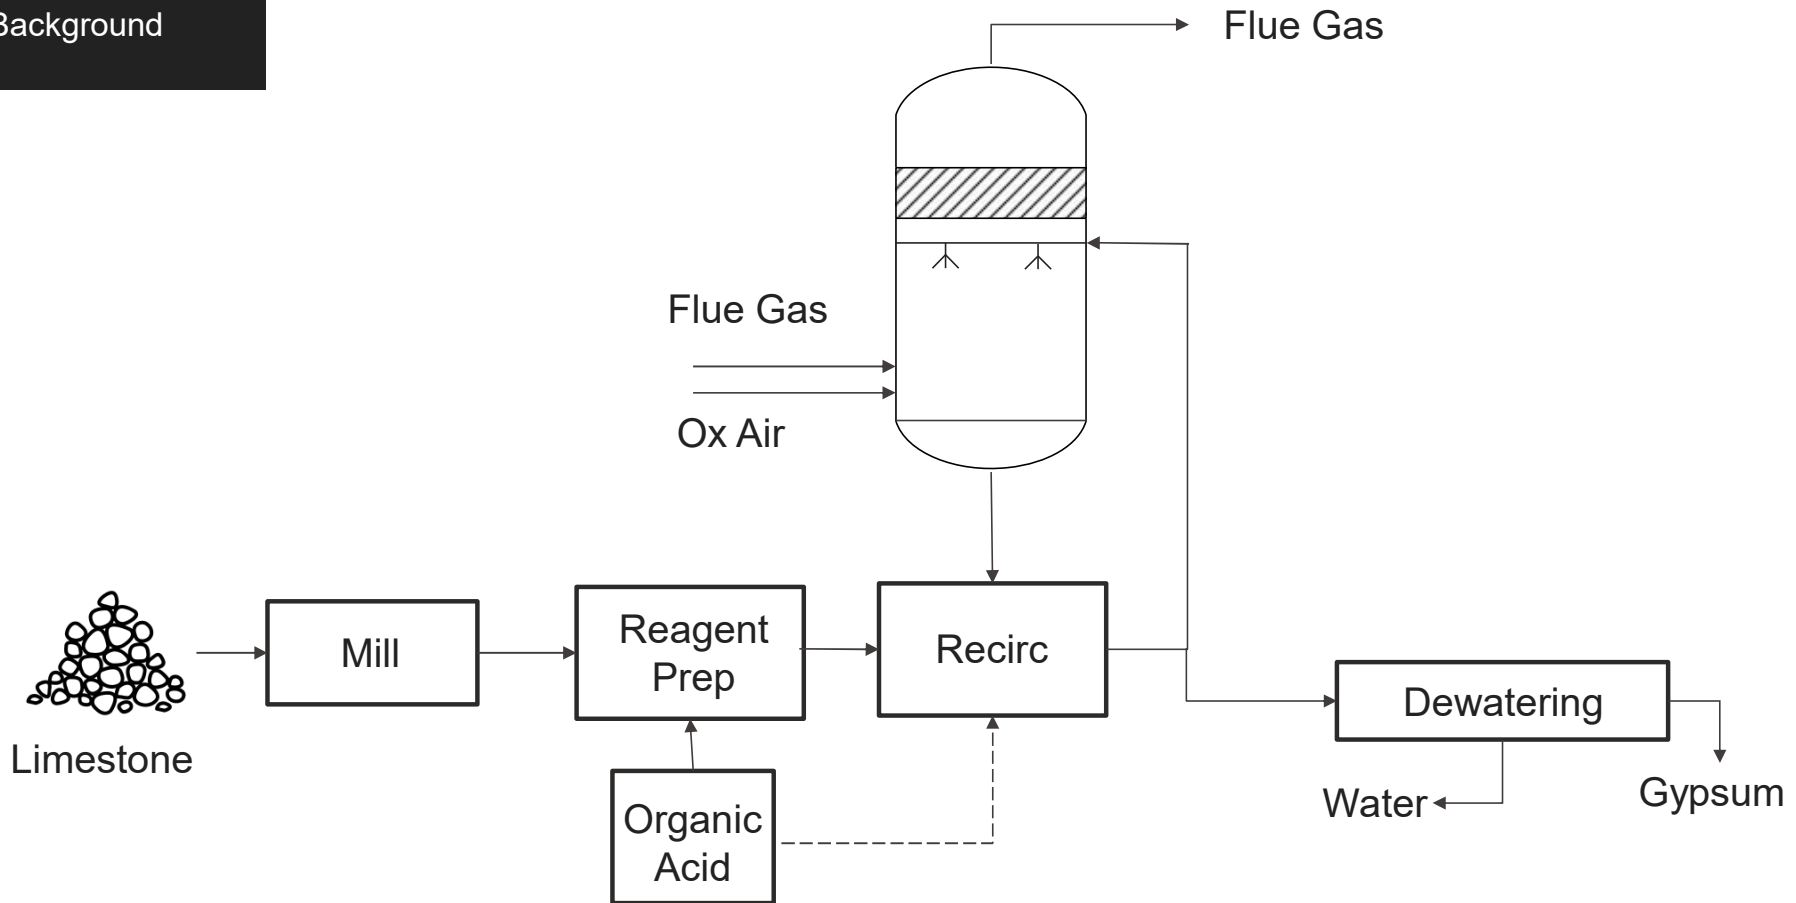 Background
Flue Gas
Flue Gas
Ox Air
Reagent
Prep
Mill
Recirc
Limestone
Organic
Acid
Dewatering
Water
Gypsum